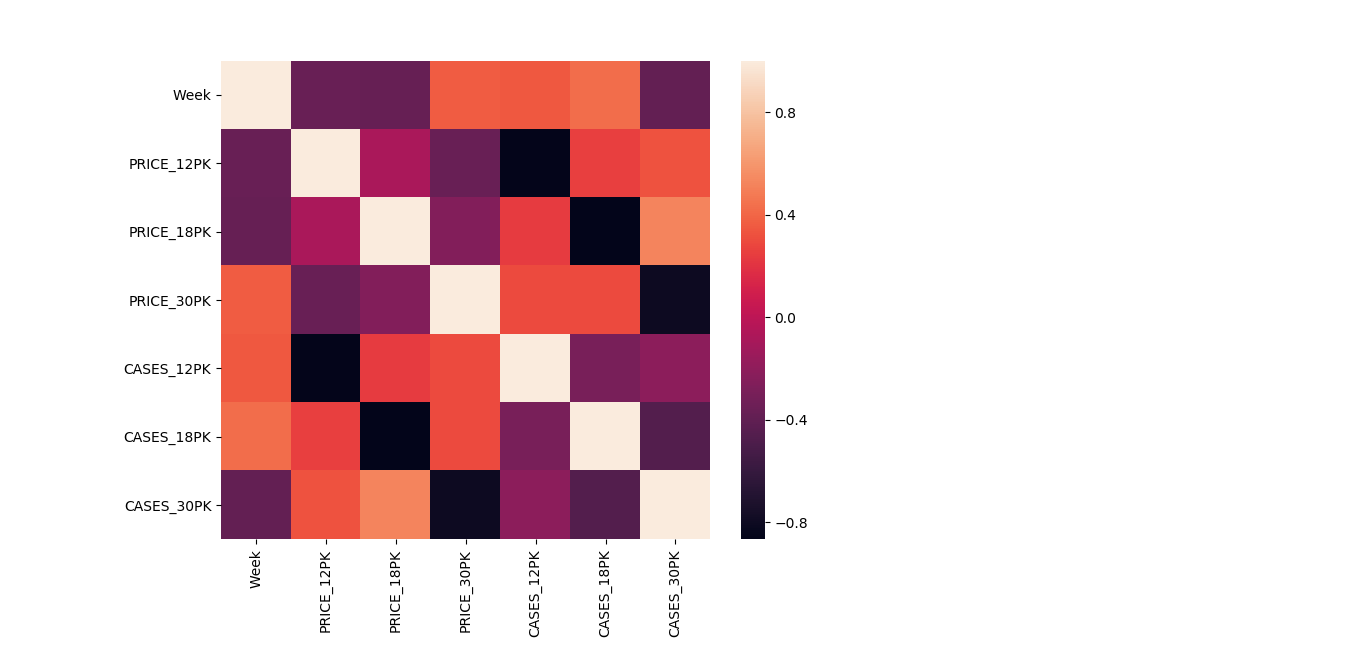 Week
PRICE_12PK
PRICE_18PK
PRICE_30PK
CASES_12PK
CASES_18PK
CASES_30PK
Week
PRICE_12PK
PRICE_18PK
PRICE_30PK
CASES_12PK
CASES_18PK
CASES_30PK
0.8
0.4
0.0
−0.4
−0.8